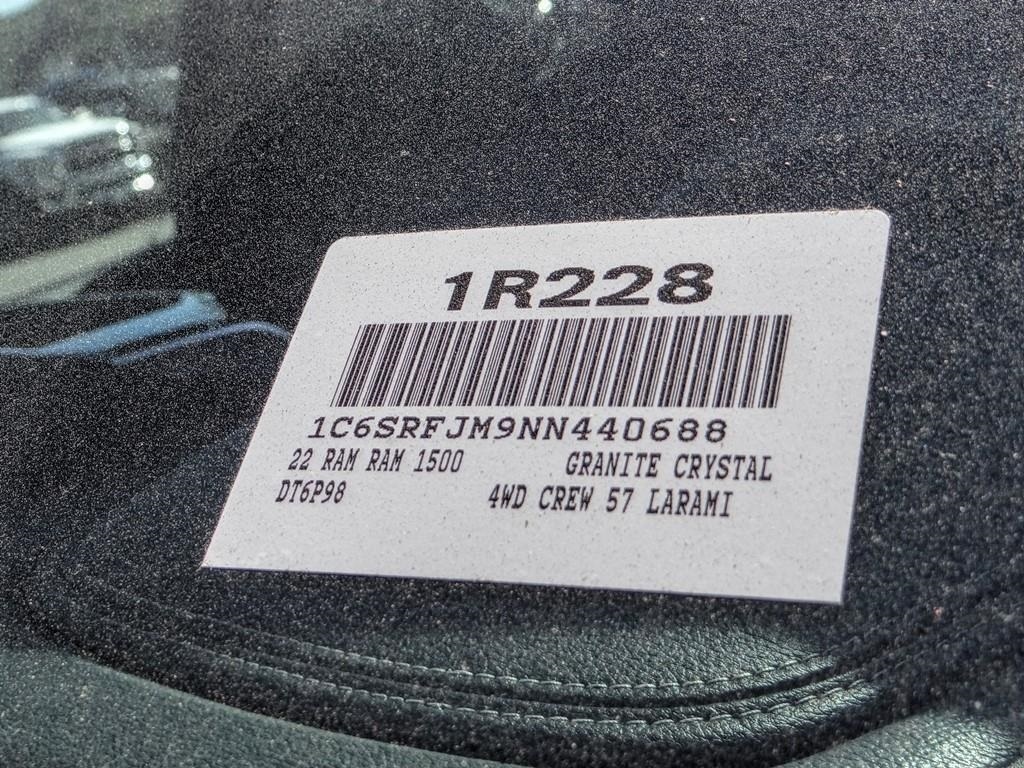 1R228
1C6SRFJM9NN440688
22 RAM RAM 1500 GRANITE CRYSTAL
DT6P98 4WD CREW 57 LARAMI